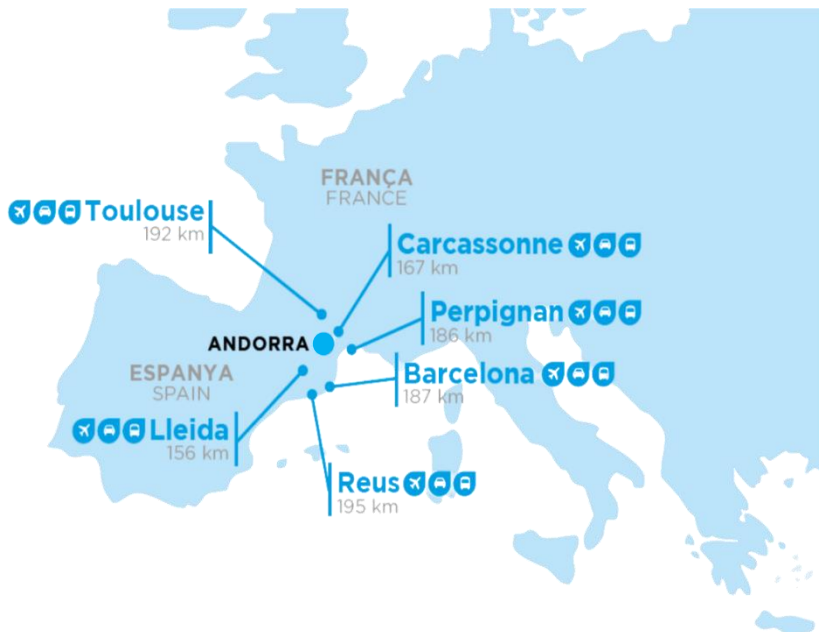 FRANÇA
FRANCE
Toulouse
192 km
Carcassonne
167 km
Perpignan
186 km
ANDORRA
ESPANYA
SPAIN
Barcelona
187 km
Lleida
156 km
Reus
195 km